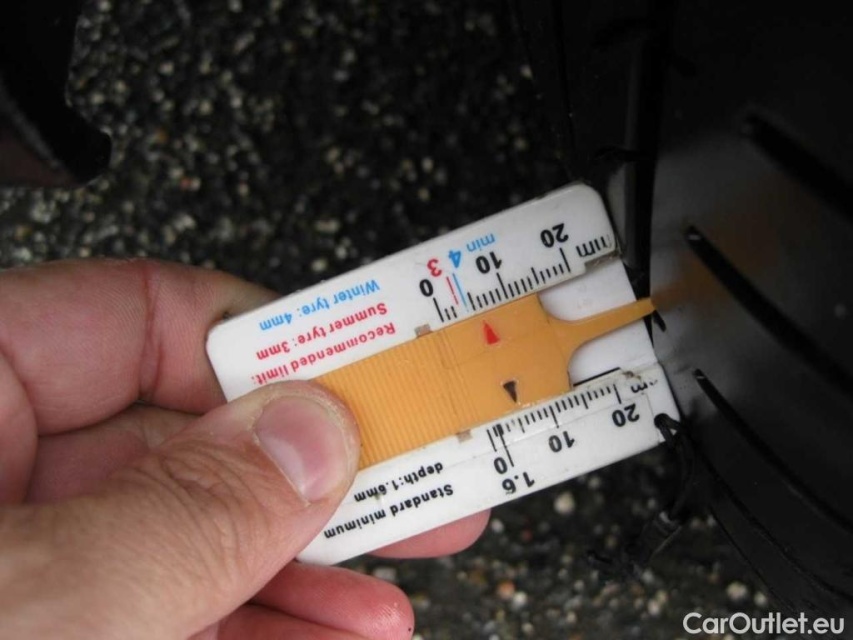 Recommended limit:
Summer tyre: 3mm
Winter tyre: 4mm
0 3 4 min 10 20 mm
Standard minimum
depth:1.6mm
0 1.6 10 20
CarOutlet.eu